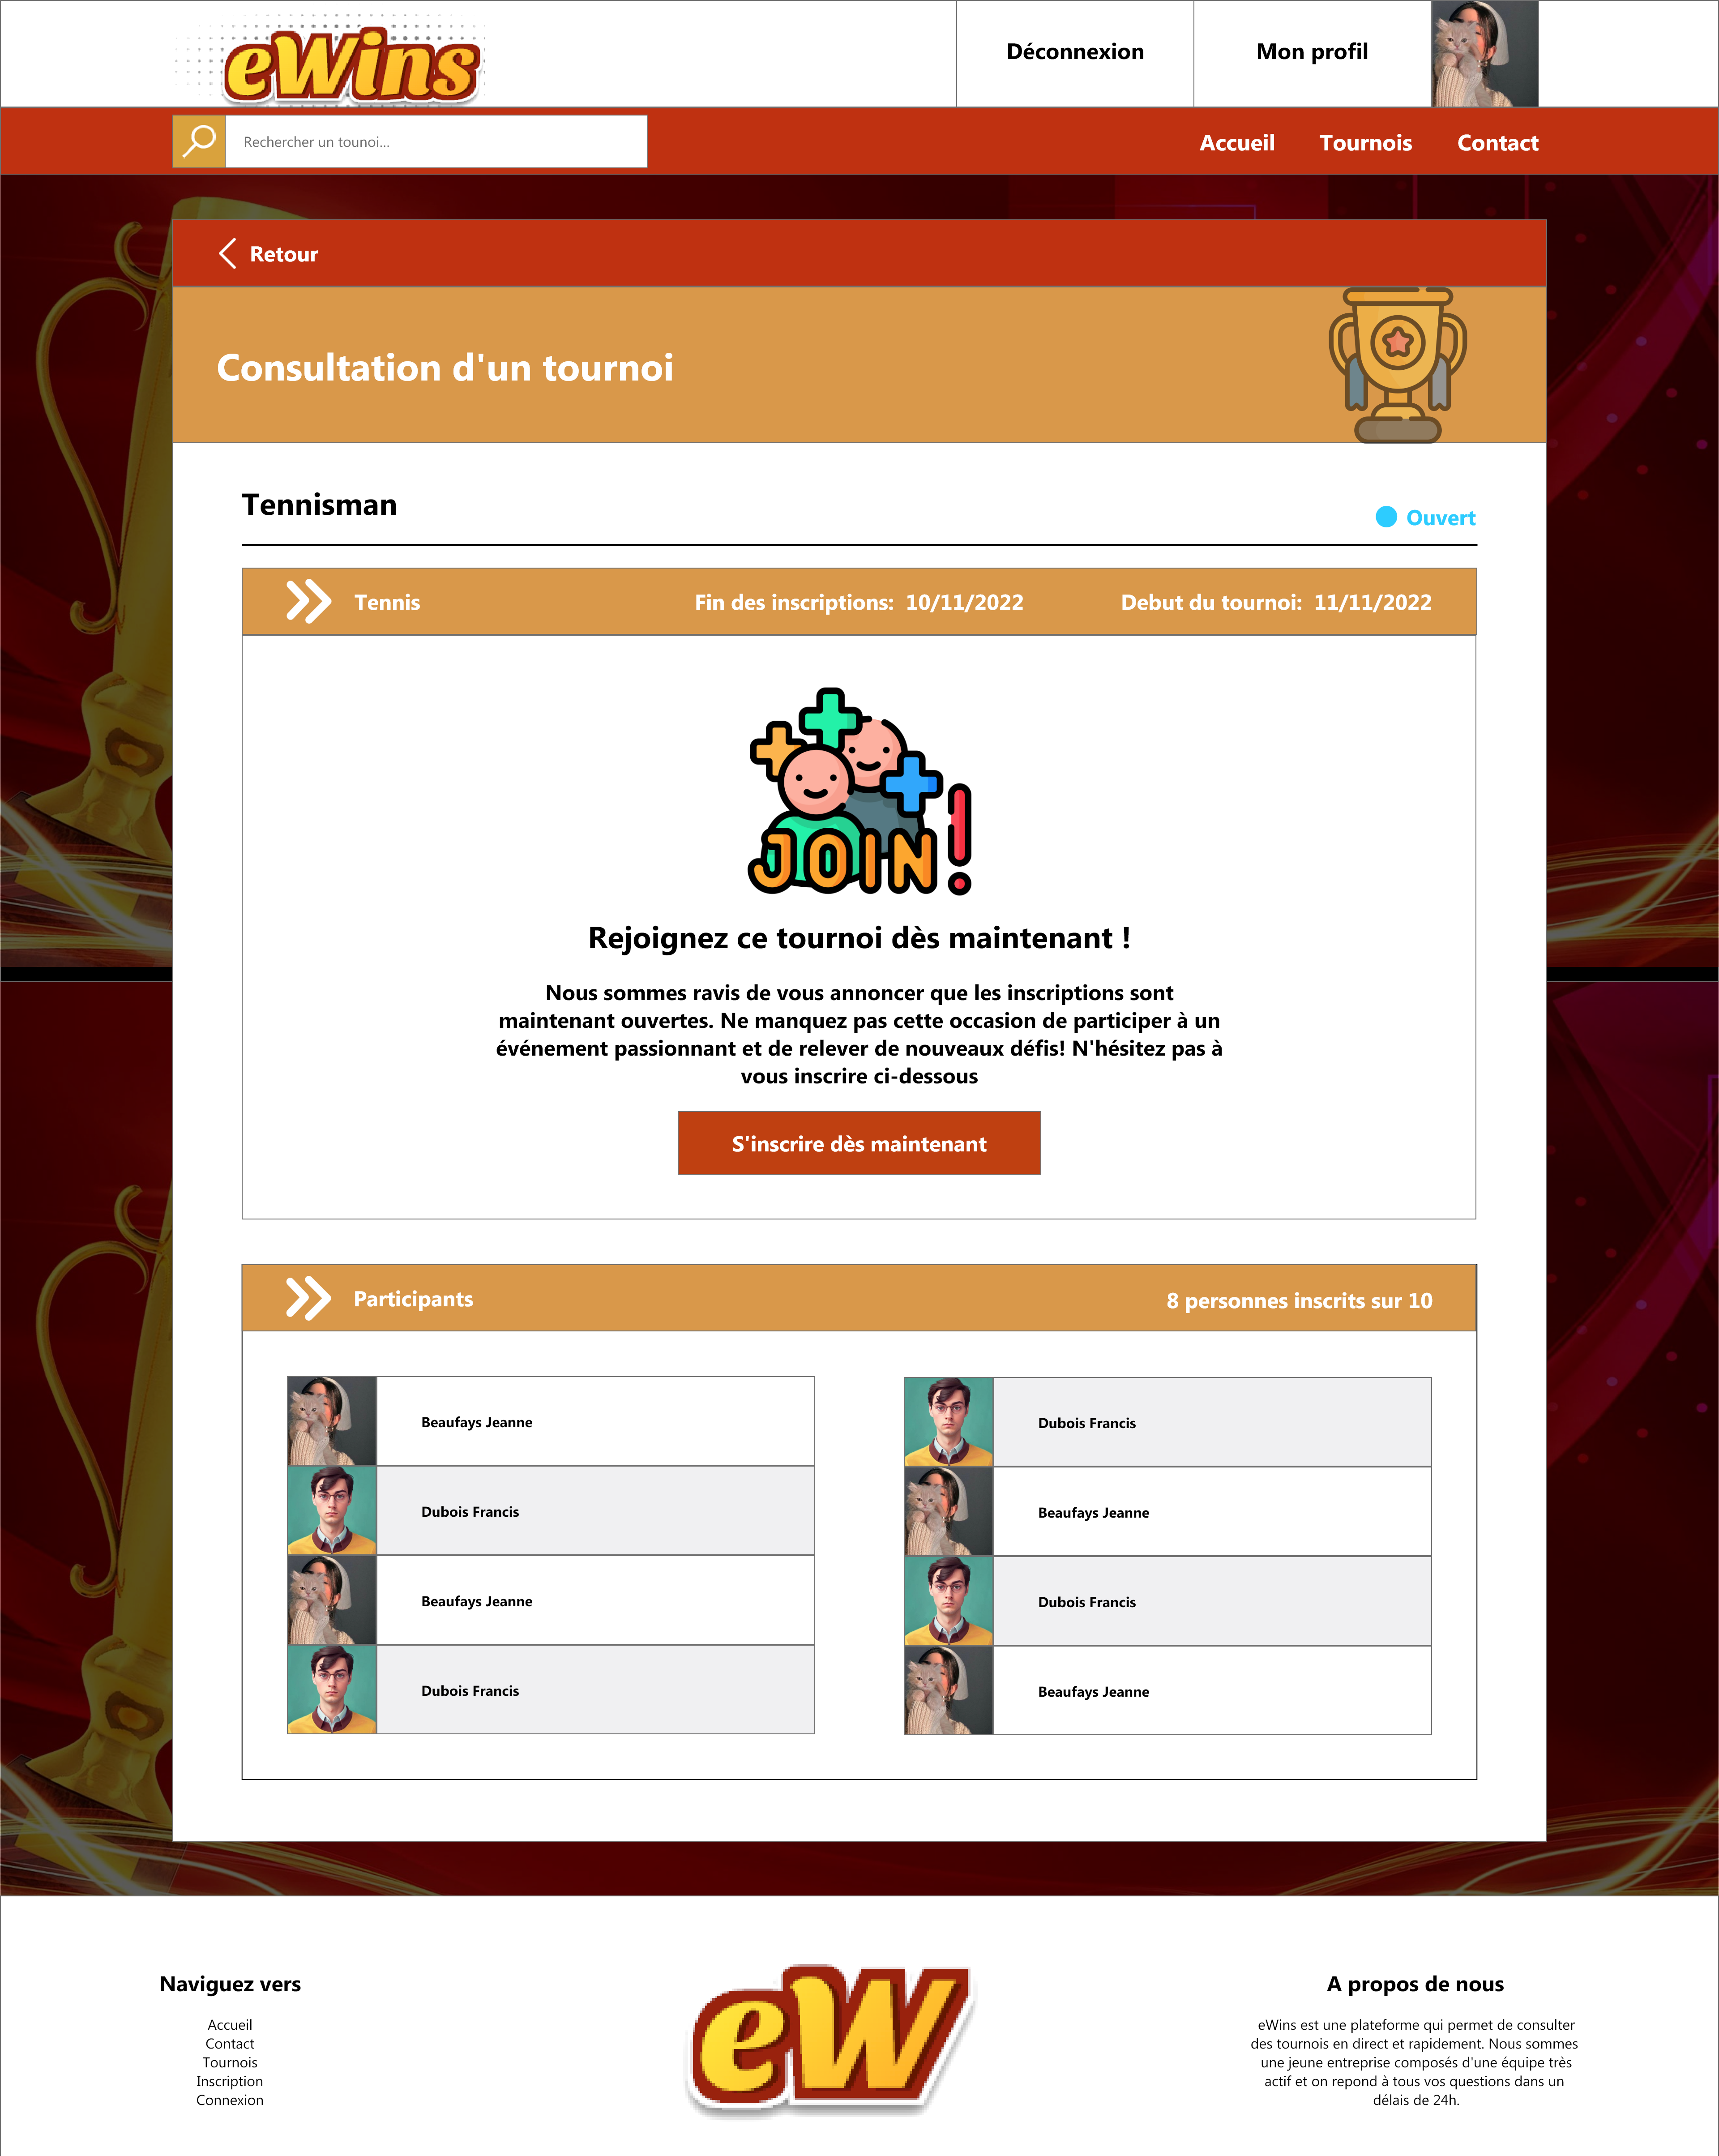 eWins
Déconnexion
Mon profil
Rechercher un tounoi...
Accueil
Tournois
Contact
Retour
Consultation d'un tournoi
Tennisman
Ouvert
Tennis
Fin des inscriptions: 10/11/2022
Debut du tournoi: 11/11/2022
JOIN!
Rejoignez ce tournoi dès maintenant !
Nous sommes ravis de vous annoncer que les inscriptions sont
maintenant ouvertes. Ne manquez pas cette occasion de participer à un
événement passionnant et de relever de nouveaux défis! N'hésitez pas à
vous inscrire ci-dessous
S'inscrire dès maintenant
Participants
8 personnes inscrits sur 10
Beaufays Jeanne
Dubois Francis
Beaufays Jeanne
Dubois Francis
Dubois Francis
Beaufays Jeanne
Dubois Francis
Beaufays Jeanne
Naviguez vers
Accueil
Contact
Tournois
Inscription
Connexion
eW
A propos de nous
eWins est une plateforme qui permet de consulter
des tournois en direct et rapidement. Nous sommes
une jeune entreprise composés d'une équipe très
actif et on repond à tous vos questions dans un
délais de 24h.